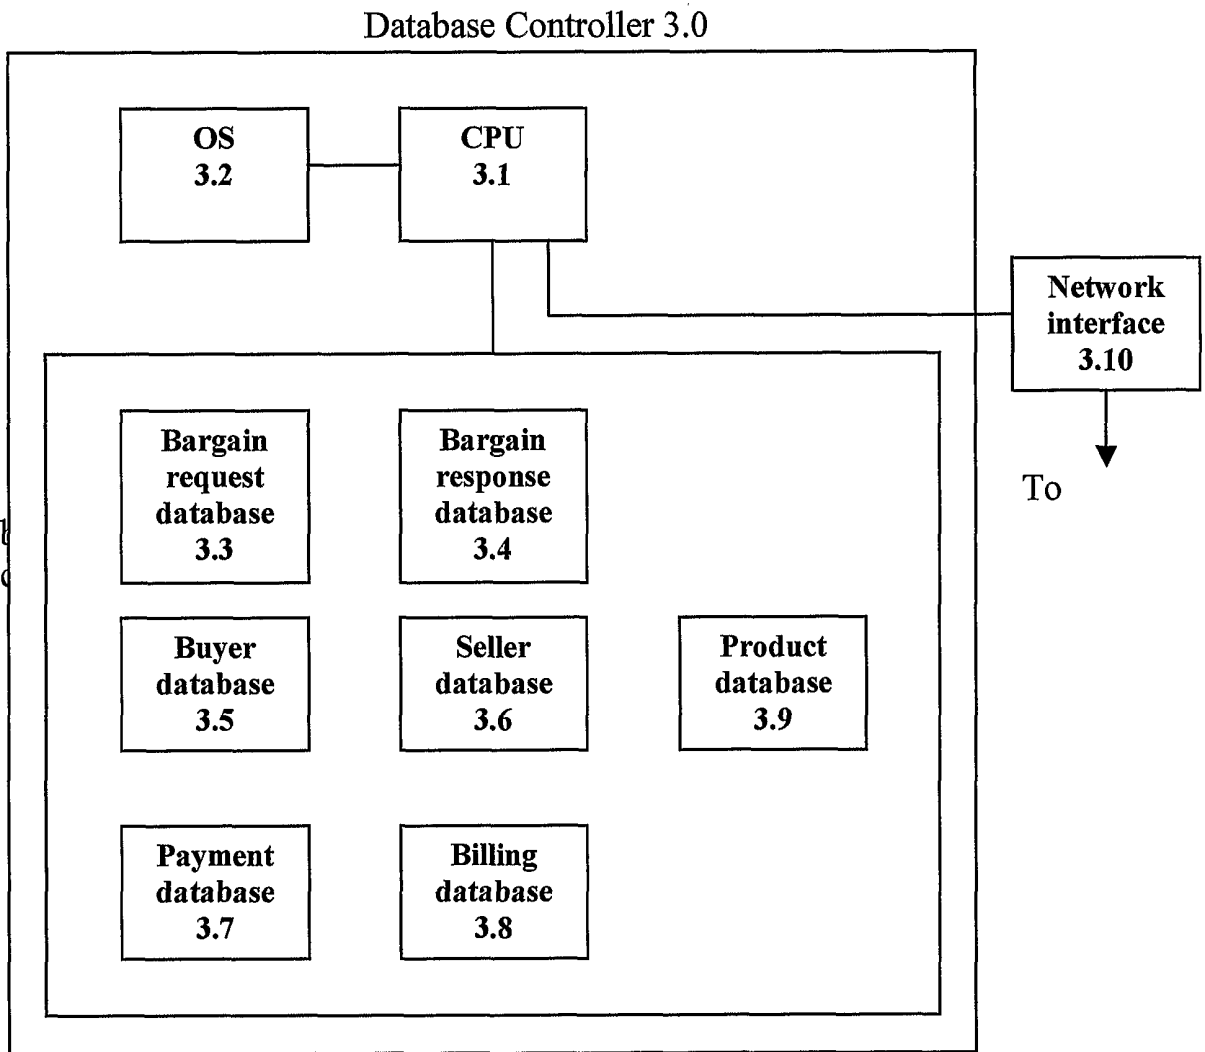 Database Controller 3.0
OS
3.2
CPU
3.1
Network
interface
3.10
To
Bargain
request
database
3.3
Bargain
response
database
3.4
Buyer
database
3.5
Seller
database
3.6
Product
database
3.9
Payment
database
3.7
Billing
database
3.8